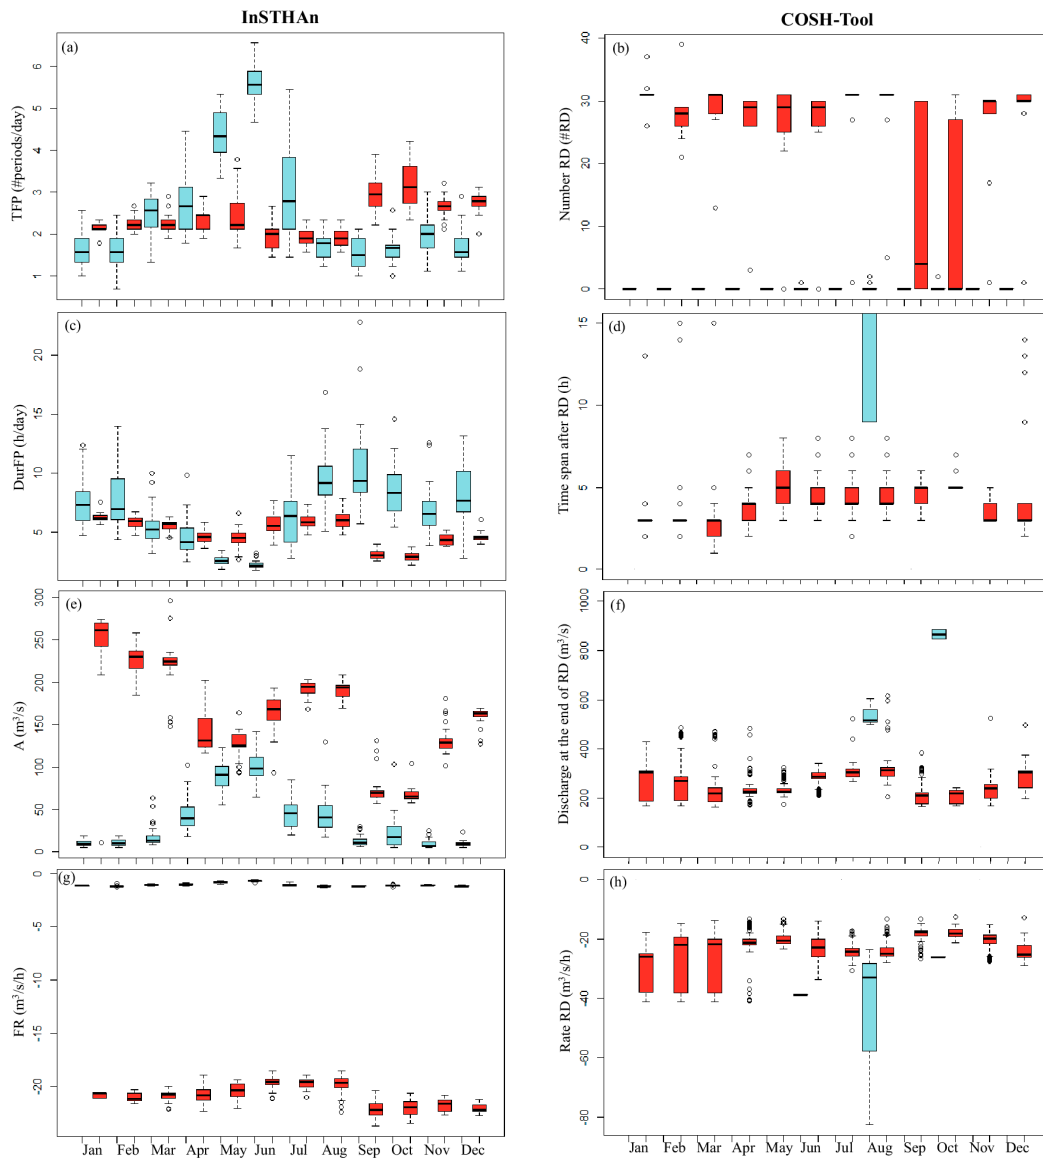 InSTHAn
COSH-Tool
(a)
TFP (#periods/day)
6
5
4
3
2
1
(b)
Number RD (#RD)
40
30
20
10
0
(c)
DurFP (h/day)
20
15
10
5
(d)
Time span after RD (h)
15
10
5
0
(e)
A (m³/s)
300
250
200
150
100
50
0
(f)
Discharge at the end of RD (m³/s)
1000
800
600
400
200
0
(g)
FR (m³/s/h)
0
-5
-10
-15
-20
(h)
Rate RD (m³/s/h)
0
-20
-40
-60
-80
Jan Feb Mar Apr May Jun Jul Aug Sep Oct Nov Dec
Jan Feb Mar Apr May Jun Jul Aug Sep Oct Nov Dec